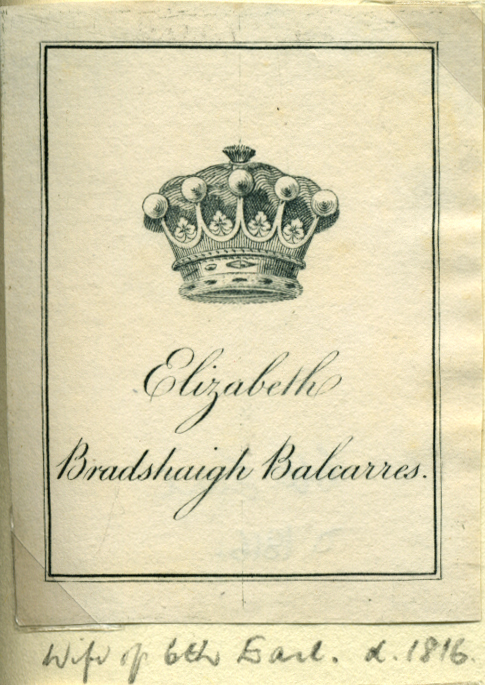 Elizabeth
Bradshaigh Balcarres.
Wife of 6th Earl. d. 1816.